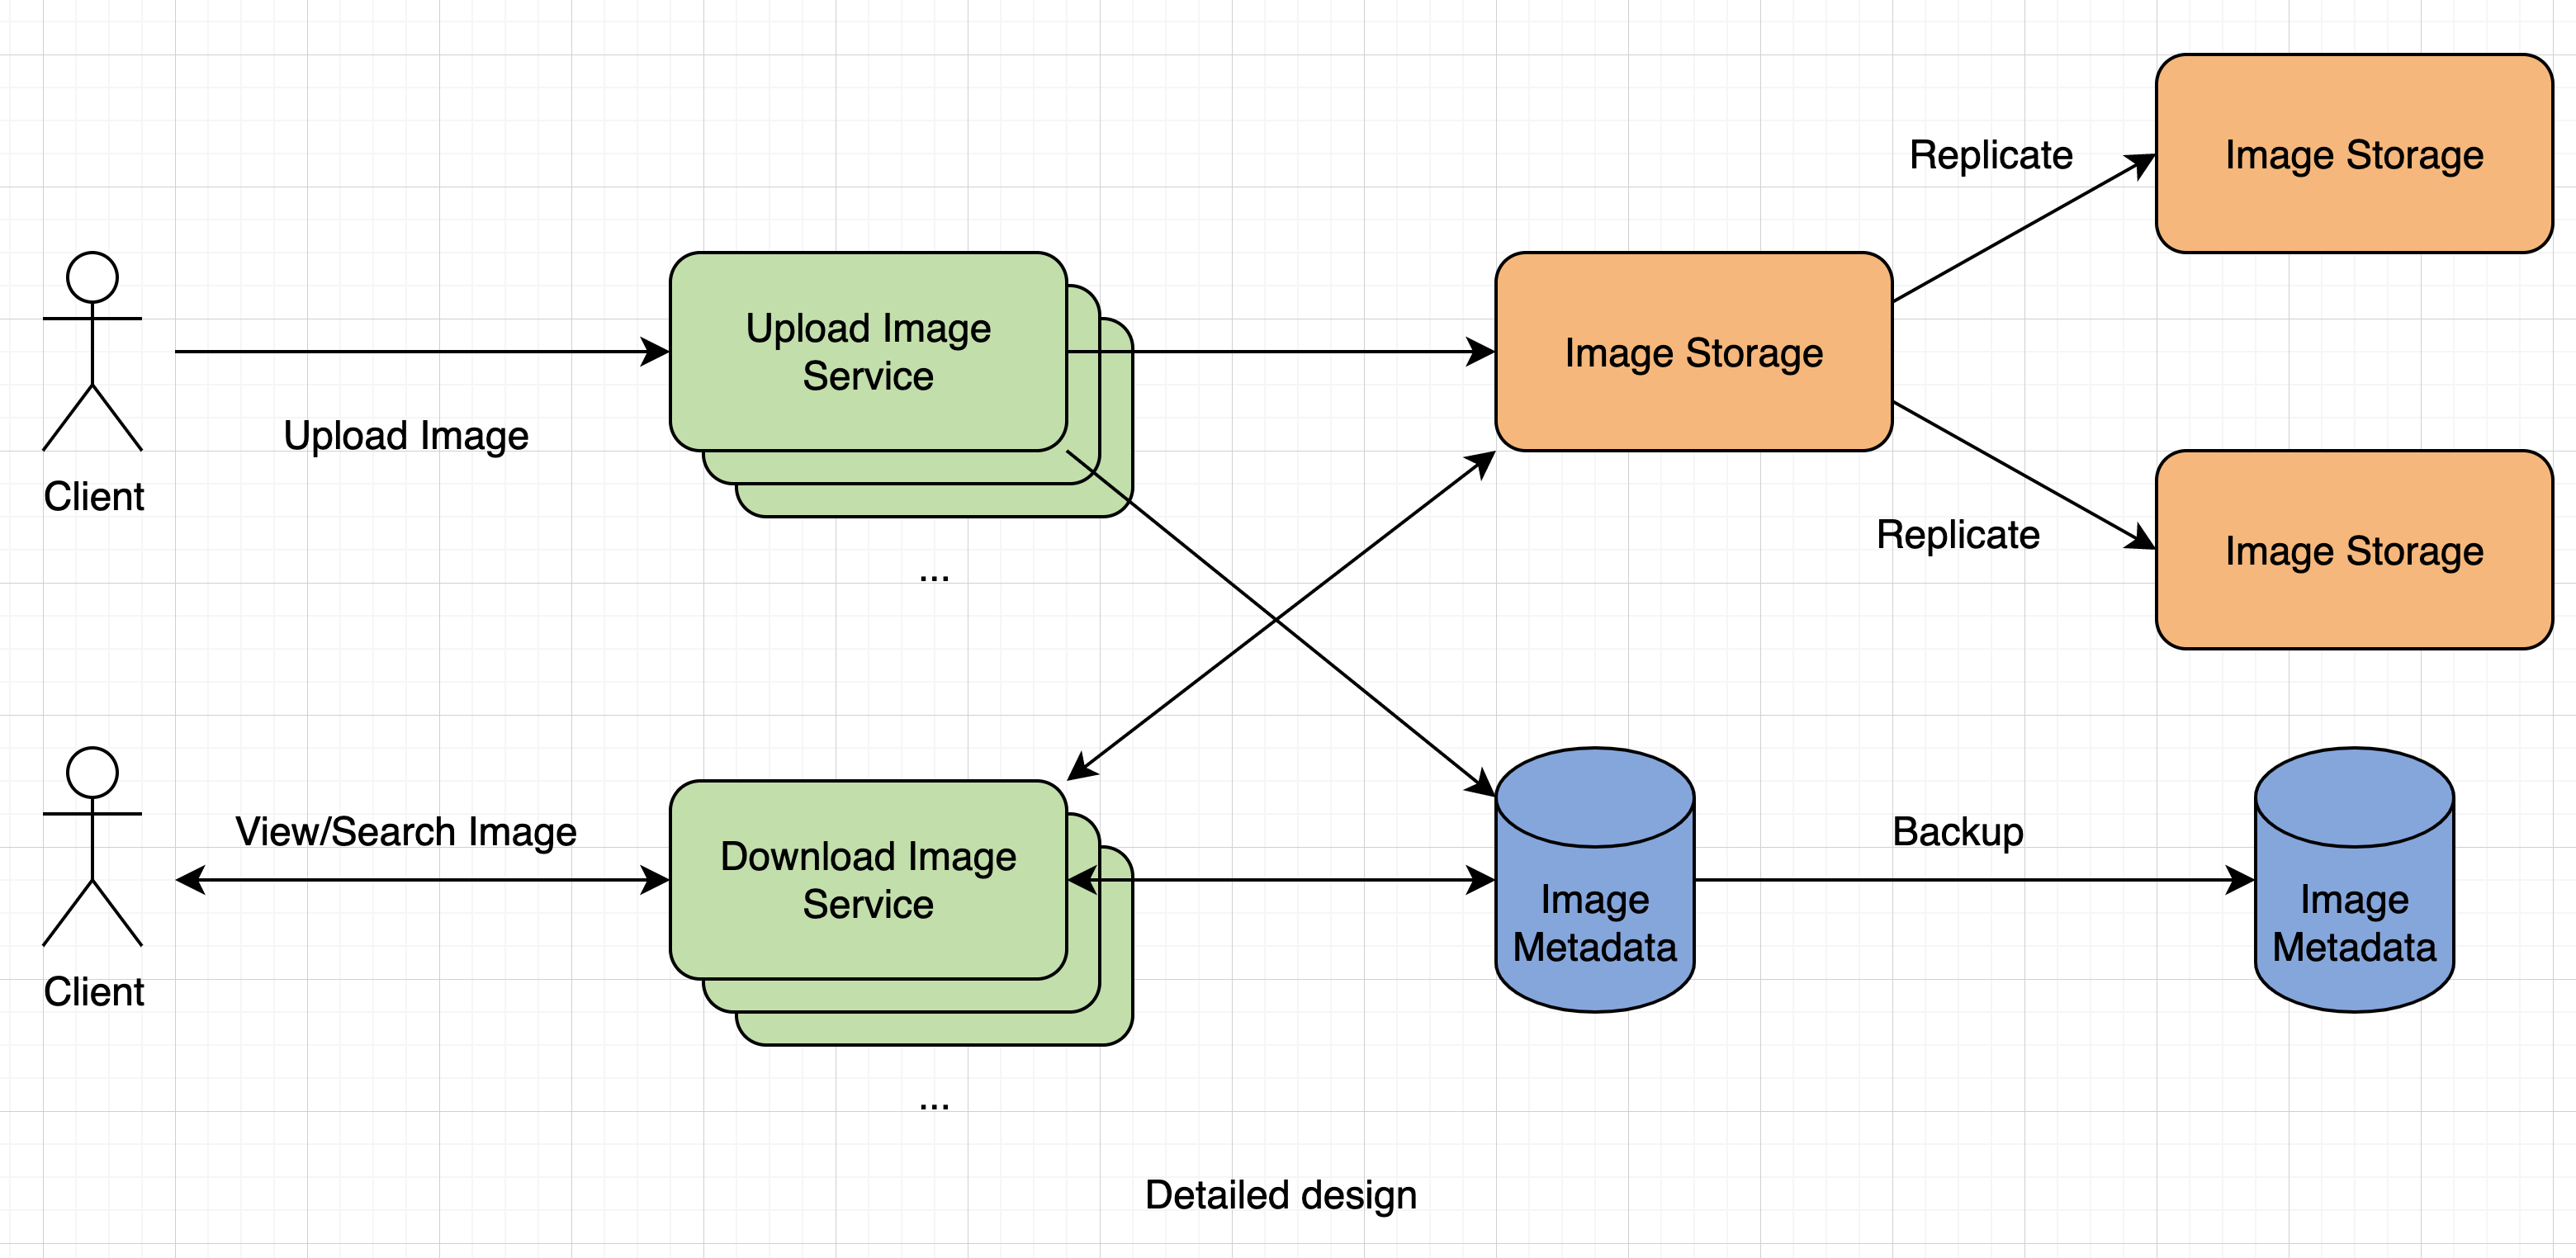 Replicate
Image Storage
Upload Image
Service
Image Storage
Upload Image
Client
Replicate
Image Storage
...
View/Search Image
Download Image
Service
Backup
Image
Metadata
Image
Metadata
Client
...
Detailed design